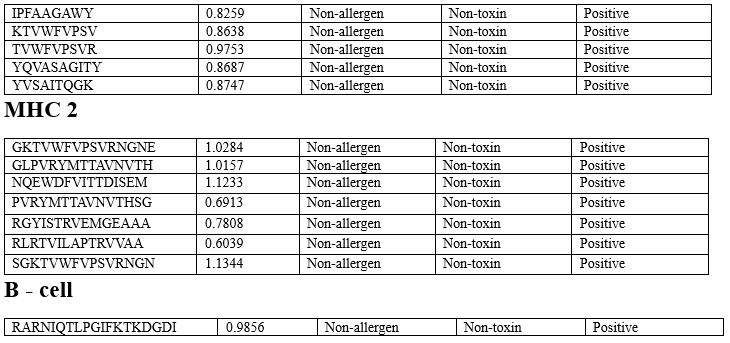 IPFAAGAWY 0.8259 Non-allergen Non-toxin Positive
KTVWFVPSV 0.8638 Non-allergen Non-toxin Positive
TVWFVPSVR 0.9753 Non-allergen Non-toxin Positive
YQVASAGITY 0.8687 Non-allergen Non-toxin Positive
YVSAITQGK 0.8747 Non-allergen Non-toxin Positive
MHC 2
GKTVWFVPSVRNGNE 1.0284 Non-allergen Non-toxin Positive
GLPVRYMTTAVNVTH 1.0157 Non-allergen Non-toxin Positive
NQEWDFVITTDISEM 1.1233 Non-allergen Non-toxin Positive
PVRYMTTAVNVTHSG 0.6913 Non-allergen Non-toxin Positive
RGYISTRVEMGEAAA 0.7808 Non-allergen Non-toxin Positive
RLRTVILAPTRVVAA 0.6039 Non-allergen Non-toxin Positive
SGKTVWFVPSVRNGN 1.1344 Non-allergen Non-toxin Positive
B - cell
RARNIQTLPGIFKTKDGDI 0.9856 Non-allergen Non-toxin Positive